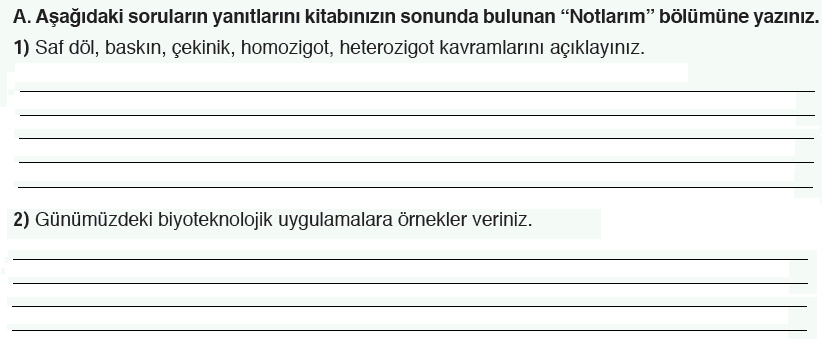 A. Aşağıdaki soruların yanıtlarını kitabınızın sonunda bulunan “Notlarım” bölümüne yazınız.
1) Saf döl, baskın, çekinik, homozigot, heterozigot kavramlarını açıklayınız.
2) Günümüzdeki biyoteknolojik uygulamalara örnekler veriniz.